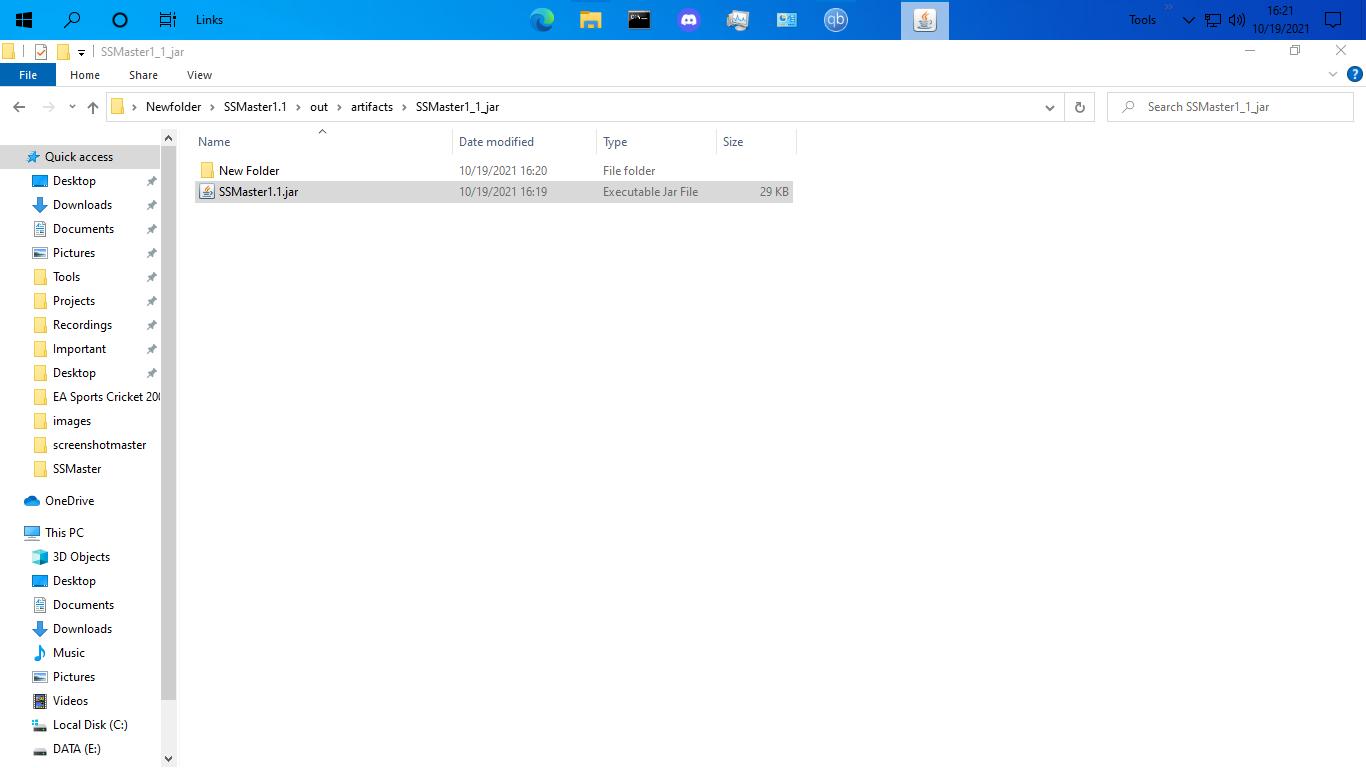 Links
qb
Tools
16:21
10/19/2021
SSMaster1_1_jar
File Home Share View
Newfolder SSMaster1.1 out artifacts SSMaster1_1_jar
Search SSMaster1_1_jar
Name Date modified Type Size
New Folder 10/19/2021 16:20 File folder
SSMaster1.1.jar 10/19/2021 16:19 Executable Jar File 29 KB
Quick access
Desktop
Downloads
Documents
Pictures
Tools
Projects
Recordings
Important
Desktop
EA Sports Cricket 200
images
screenshotmaster
SSMaster
OneDrive
This PC
3D Objects
Desktop
Documents
Downloads
Music
Pictures
Videos
Local Disk (C:)
DATA (E:)